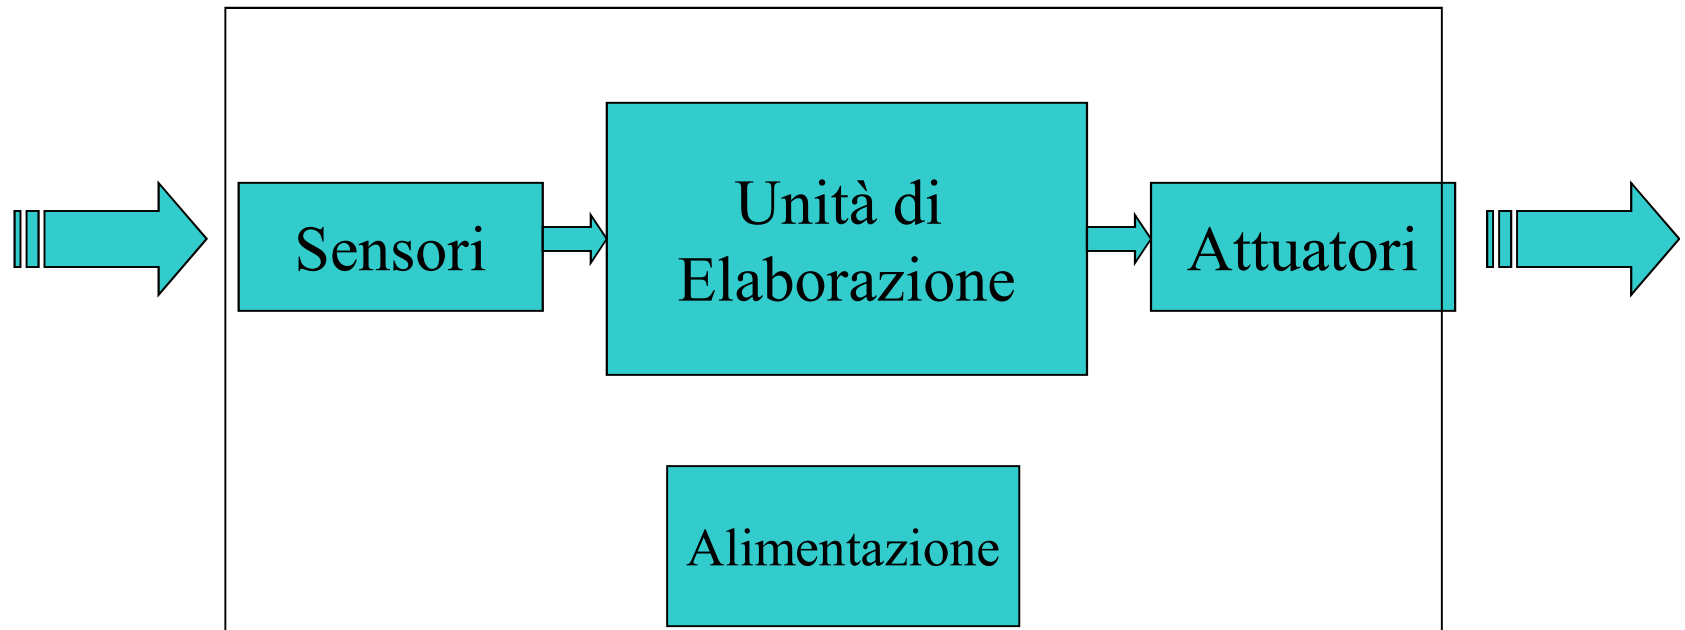 Sensori
Unità di
Elaborazione
Attuatori
Alimentazione